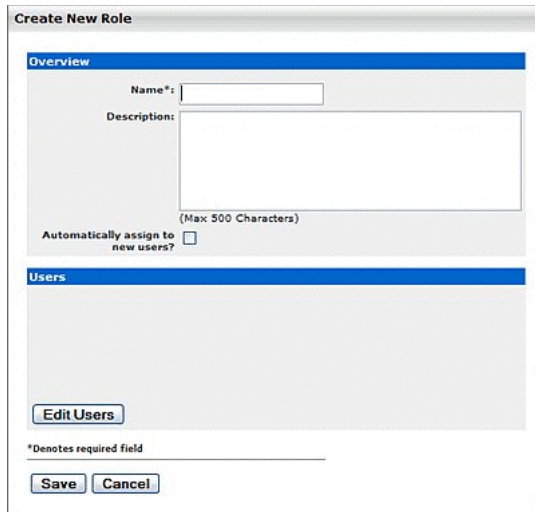 Create New Role
Overview
Name*:
Description:
(Max 500 Characters)
Automatically assign to
new users?
Users
Edit Users
*Denotes required field
Save Cancel